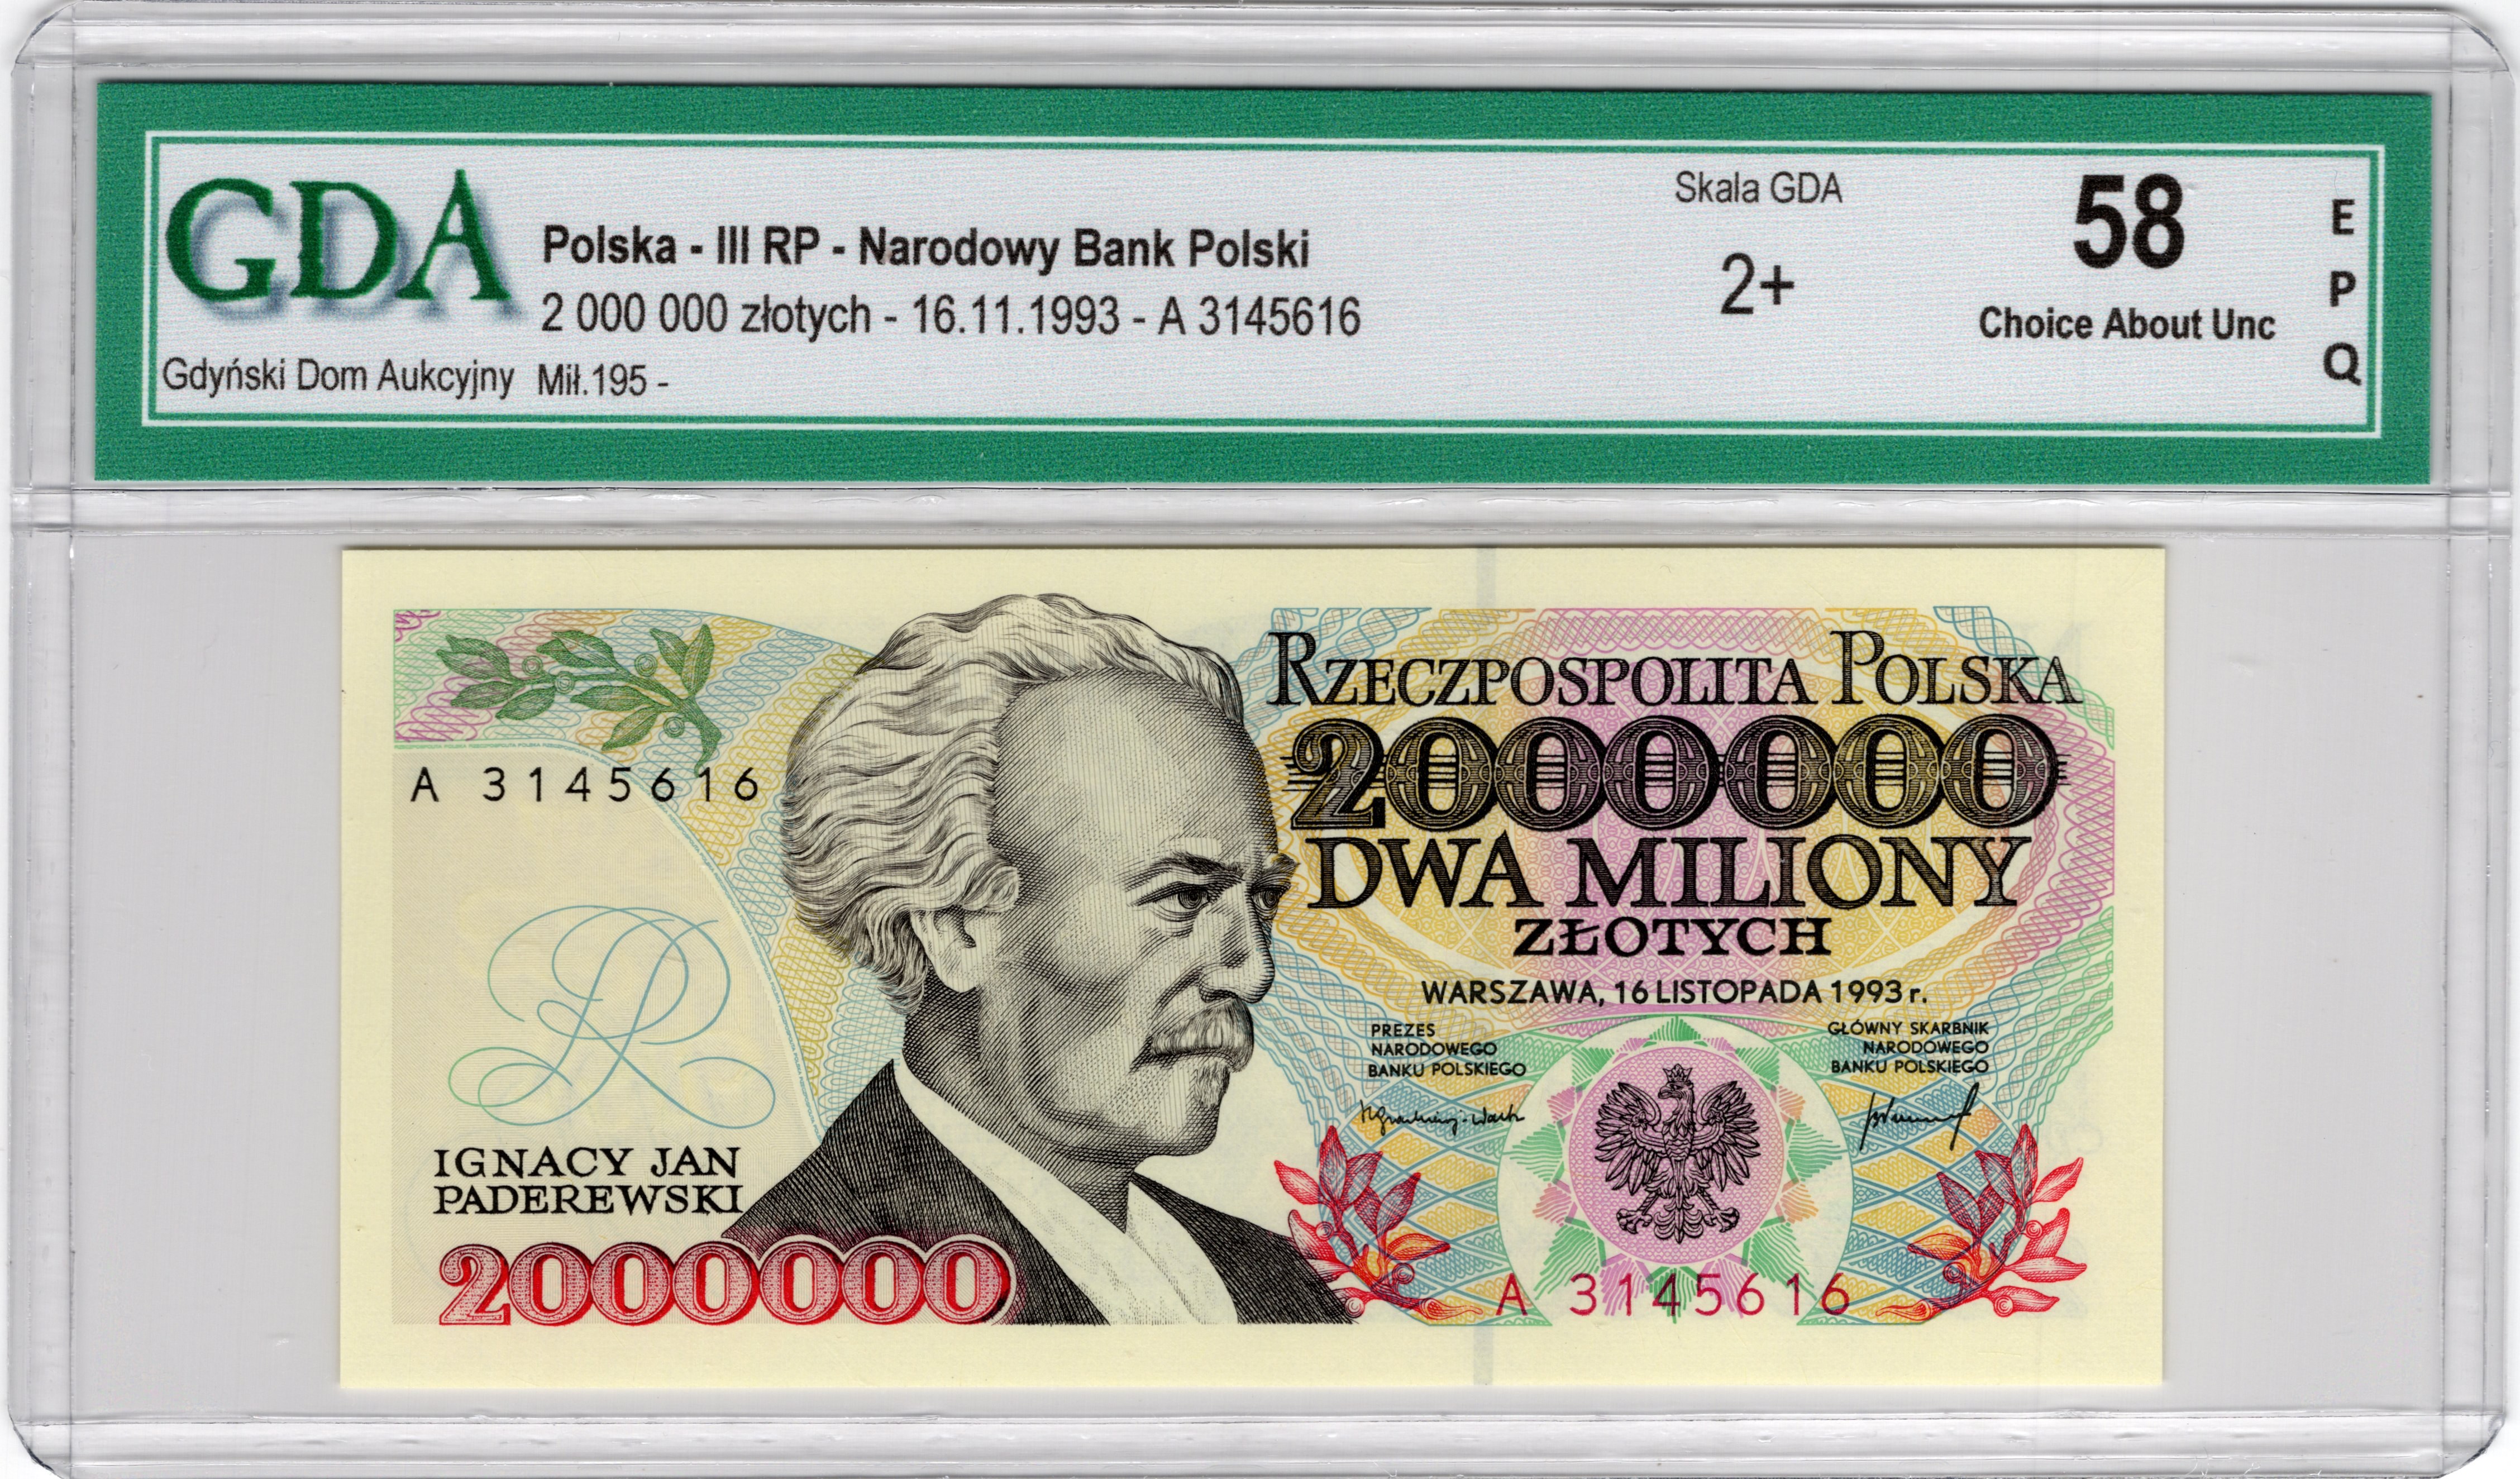 GDA
Polska - III RP - Narodowy Bank Polski
2 000 000 złotych - 16.11.1993 - A 3145616
Gdyński Dom Aukcyjny Mił.195 -
Skala GDA
2+
58
Choice About Unc
E
P
Q
A 3145616
IGNACY JAN
PADEREWSKI
2000000
RZECZPOSPOLITA POLSKA
2000000
DWA MILIONY
ZŁOTYCH
WARSZAWA, 16 LISTOPADA 1993 r.
PREZES
NARODOWEGO
BANKU POLSKIEGO
GŁÓWNY SKARBNIK
NARODOWEGO
BANKU POLSKIEGO
A 3145616